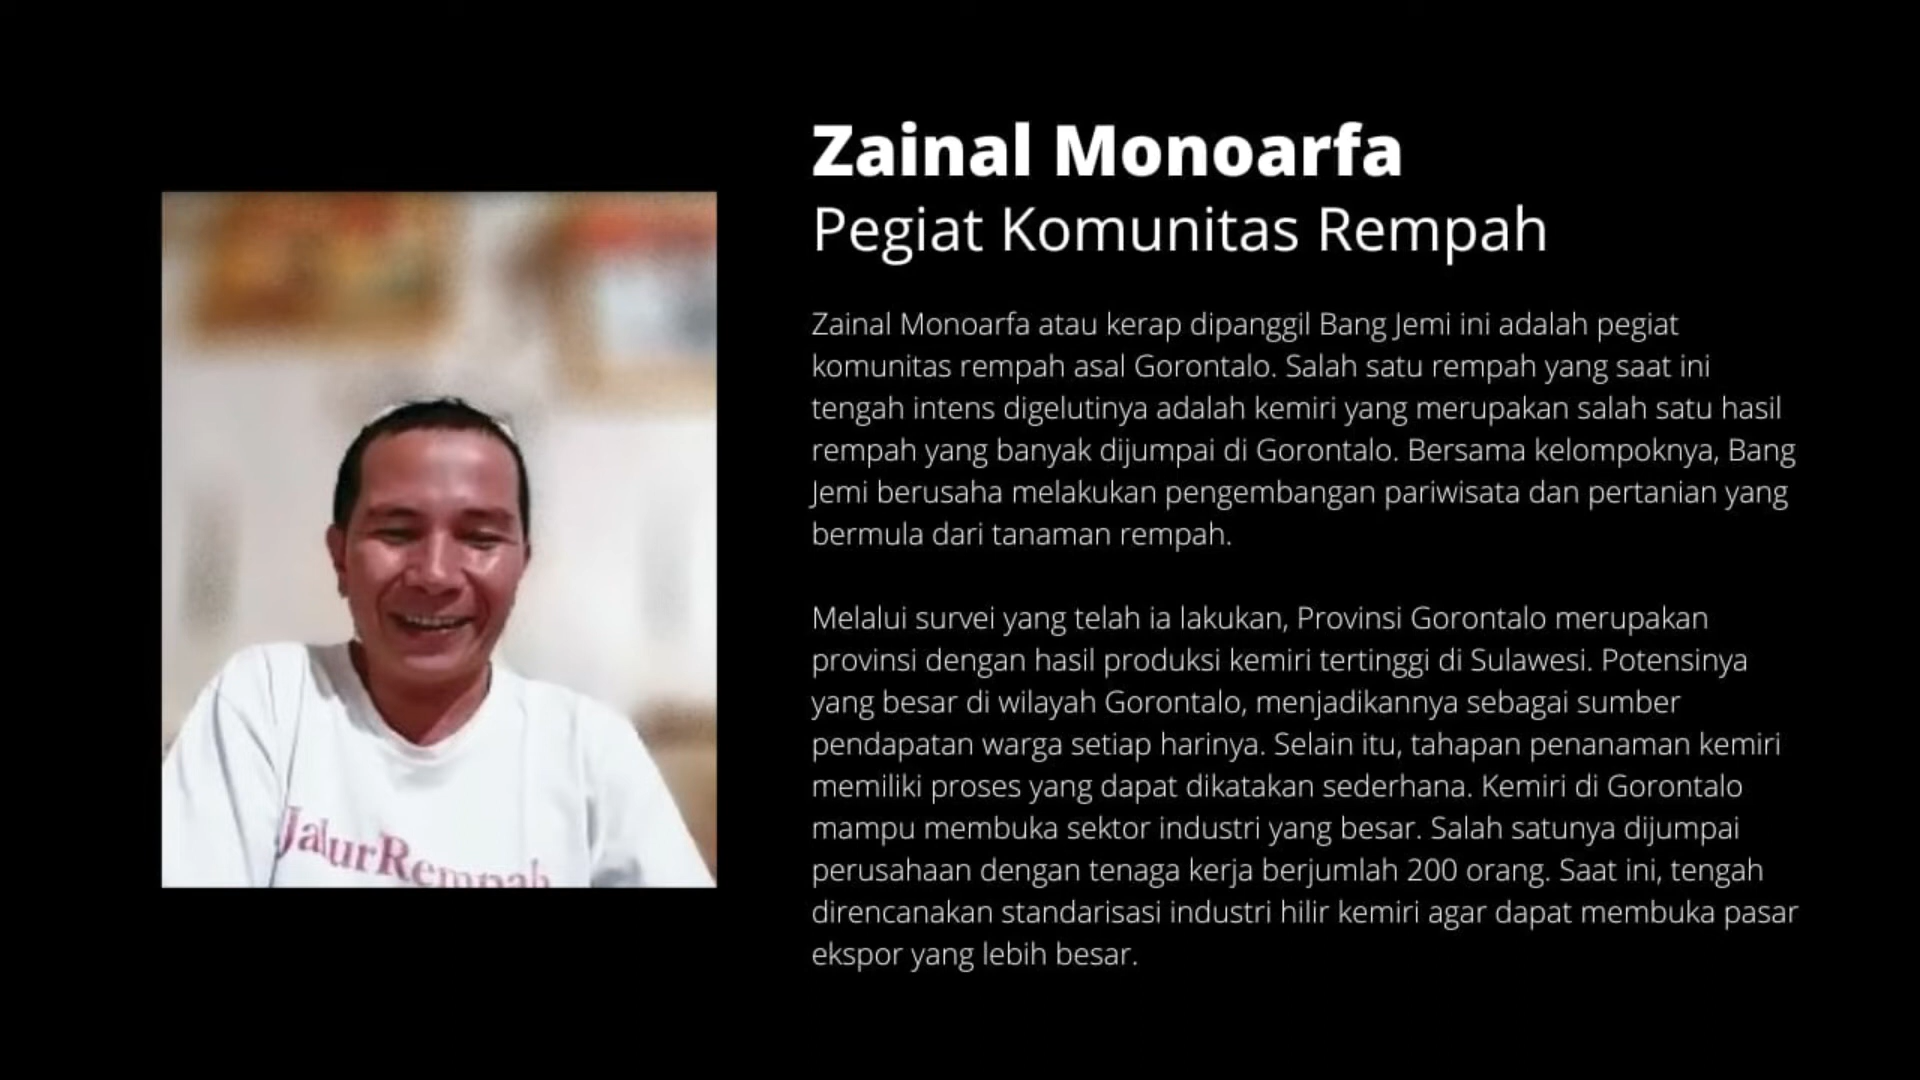 Zainal Monoarfa
Pegiat Komunitas Rempah
Zainal Monoarfa atau kerap dipanggil Bang Jemi ini adalah pegiat
komunitas rempah asal Gorontalo. Salah satu rempah yang saat ini
tengah intens digelutinya adalah kemiri yang merupakan salah satu hasil
rempah yang banyak dijumpai di Gorontalo. Bersama kelompoknya, Bang
Jemi berusaha melakukan pengembangan pariwisata dan pertanian yang
bermula dari tanaman rempah.
Melalui survei yang telah ia lakukan, Provinsi Gorontalo merupakan
provinsi dengan hasil produksi kemiri tertinggi di Sulawesi. Potensinya
yang besar di wilayah Gorontalo, menjadikannya sebagai sumber
pendapatan warga setiap harinya. Selain itu, tahapan penanaman kemiri
memiliki proses yang dapat dikatakan sederhana. Kemiri di Gorontalo
mampu membuka sektor industri yang besar. Salah satunya dijumpai
perusahaan dengan tenaga kerja berjumlah 200 orang. Saat ini, tengah
direncanakan standarisasi industri hilir kemiri agar dapat membuka pasar
ekspor yang lebih besar.
JalurRempah